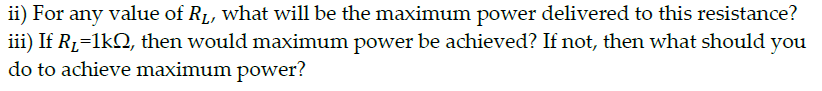 ii) For any value of R_L, what will be the maximum power delivered to this resistance?
iii) If R_L=1kΩ, then would maximum power be achieved? If not, then what should you
do to achieve maximum power?